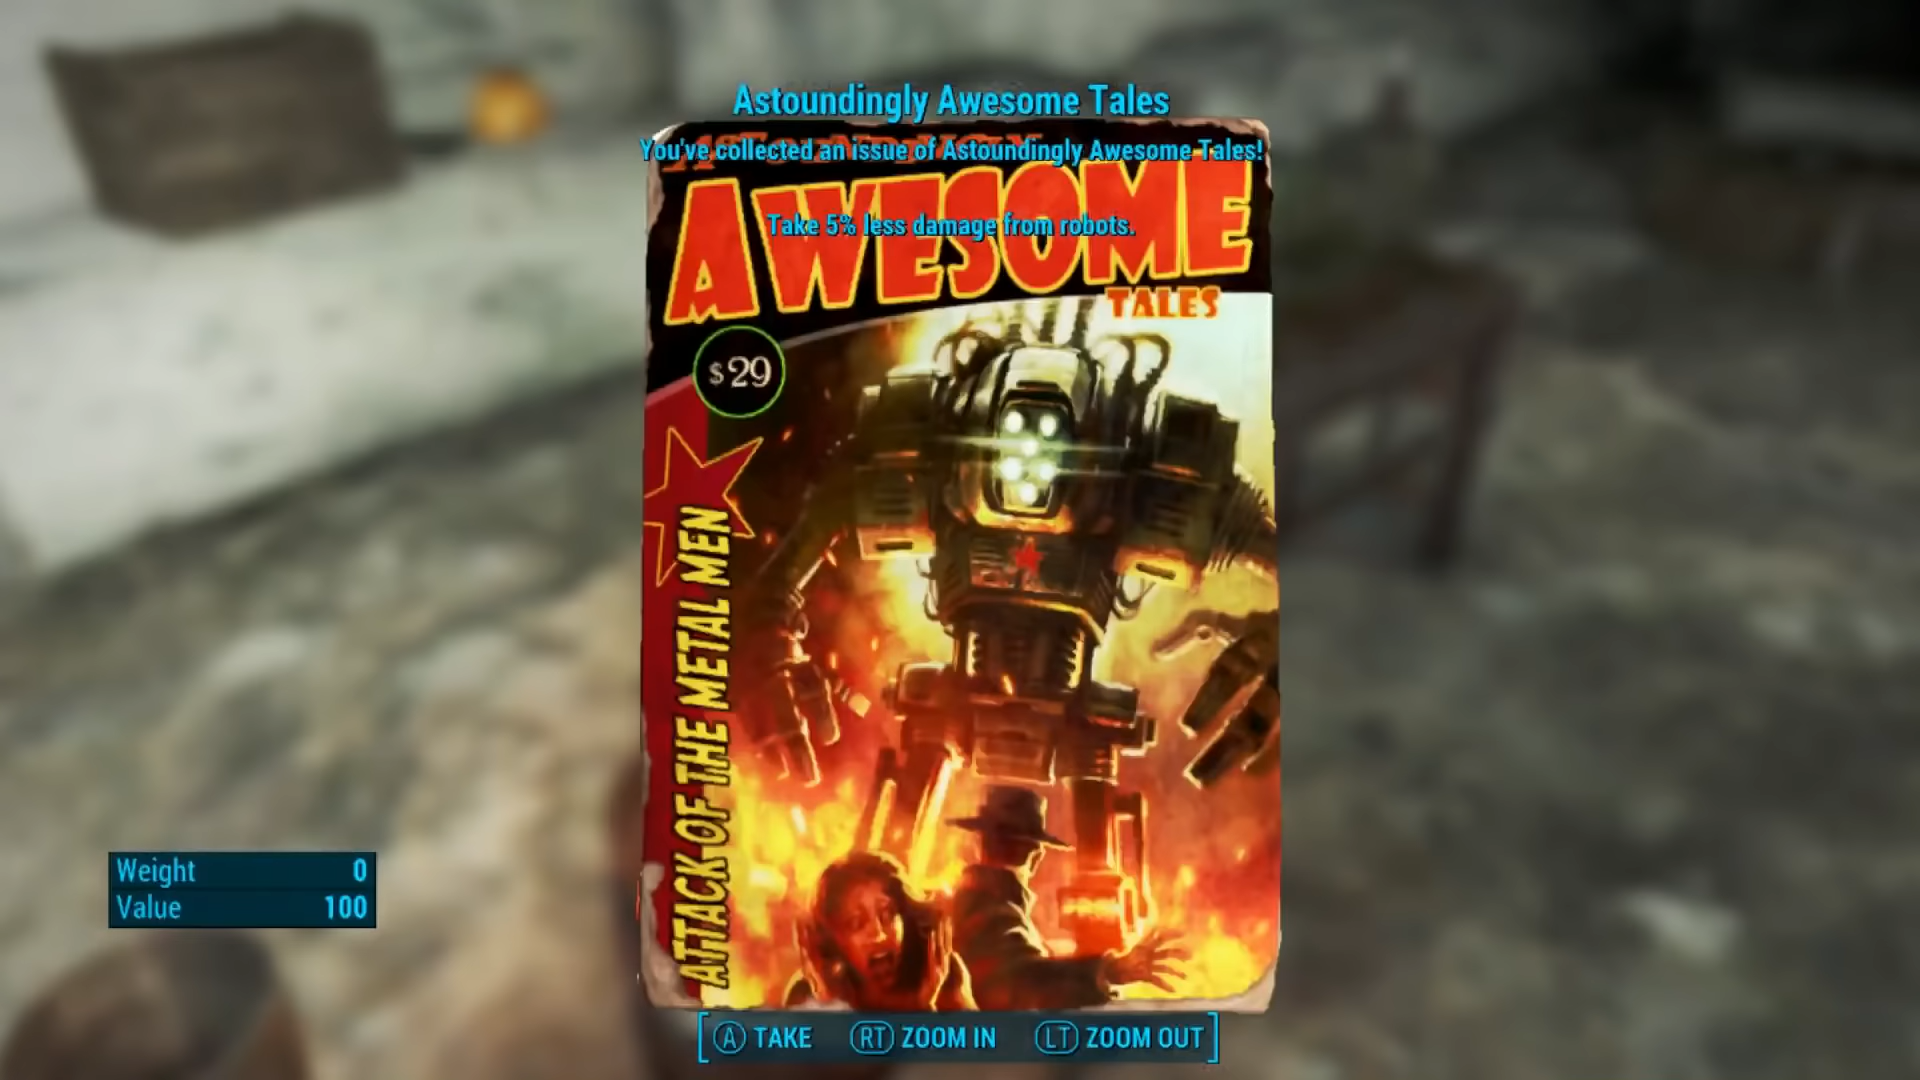 Astoundingly Awesome Tales
ASTOUNDINGLY
You've collected an issue of Astoundingly Awesome Tales!
AWESOME
Take 5% less damage from robots.
TALES
$29
ATTACK OF THE METAL MEN
Weight 0
Value 100
A TAKE RT ZOOM IN LT ZOOM OUT